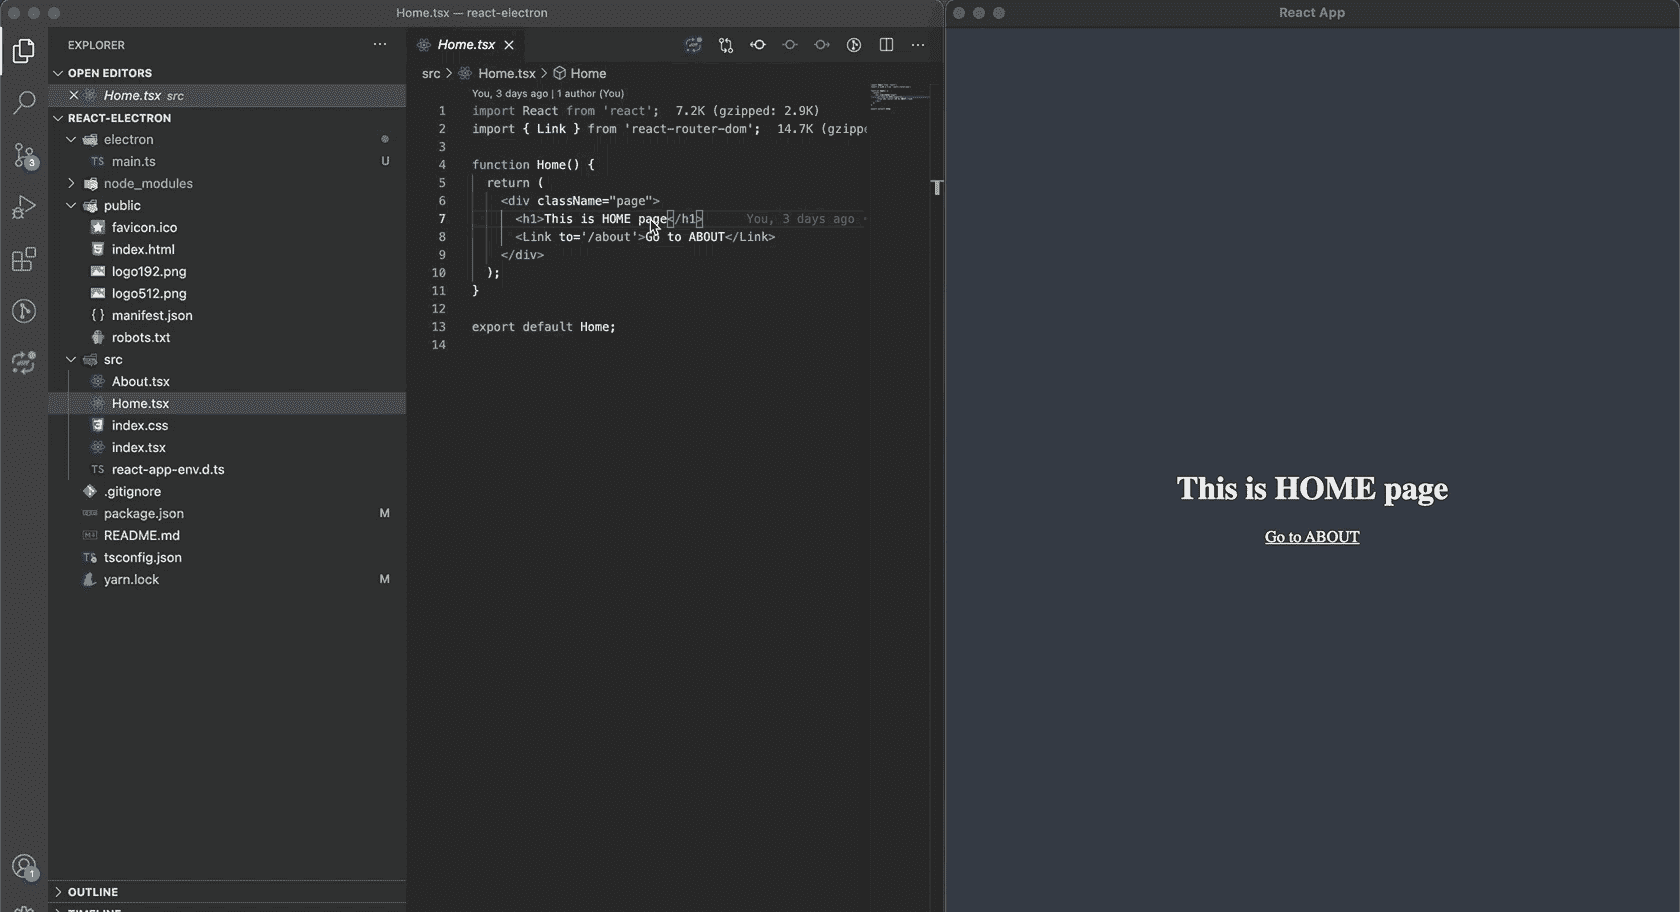 Home.tsx — react-electron
EXPLORER
OPEN EDITORS
Home.tsx src
REACT-ELECTRON
electron
TS main.ts U
node_modules
public
favicon.ico
index.html
logo192.png
logo512.png
{ } manifest.json
robots.txt
src
About.tsx
Home.tsx
index.css
index.tsx
TS react-app-env.d.ts
.gitignore
package.json M
README.md
TS tsconfig.json
yarn.lock M
OUTLINE
TIMELINE
3
1
Home.tsx
src > Home.tsx > Home
You, 3 days ago | 1 author (You)
1 import React from 'react'; 7.2K (gzipped: 2.9K)
2 import { Link } from 'react-router-dom'; 14.7K (gzippe
3
4 function Home() {
5 return (
6 <div className="page">
7 <h1>This is HOME page</h1> You, 3 days ago
8 <Link to='/about'>Go to ABOUT</Link>
9 </div>
10 );
11 }
12
13 export default Home;
14
React App
This is HOME page
Go to ABOUT